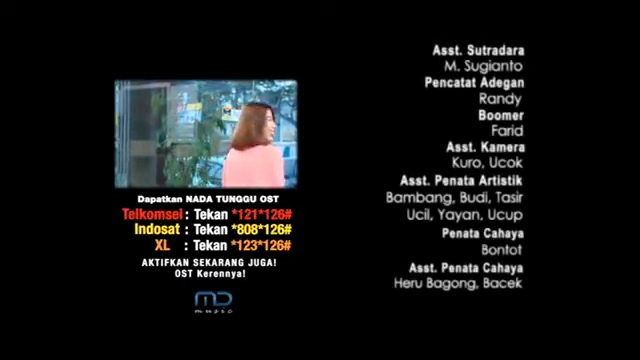 Dapatkan NADA TUNGGU OST
Telkomsel : Tekan *121*126#
Indosat : Tekan *808*126#
XL : Tekan *123*126#
AKTIFKAN SEKARANG JUGA!
OST Kerennya!
MD
music
Asst. Sutradara
M. Sugianto
Pencatat Adegan
Randy
Boomer
Farid
Asst. Kamera
Kuro, Ucok
Asst. Penata Artistik
Bambang, Budi, Tasir
Ucil, Yayan, Ucup
Penata Cahaya
Bontot
Asst. Penata Cahaya
Heru Bagong, Bacek